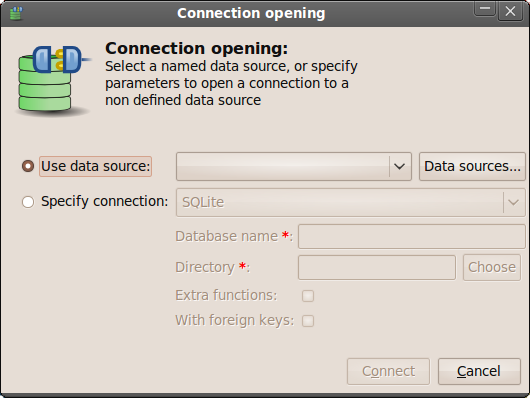 Connection opening
Connection opening:
Select a named data source, or specify
parameters to open a connection to a
non defined data source
Use data source: Data sources...
Specify connection: SQLite
Database name *:
Directory *: Choose
Extra functions:
With foreign keys:
Connect Cancel